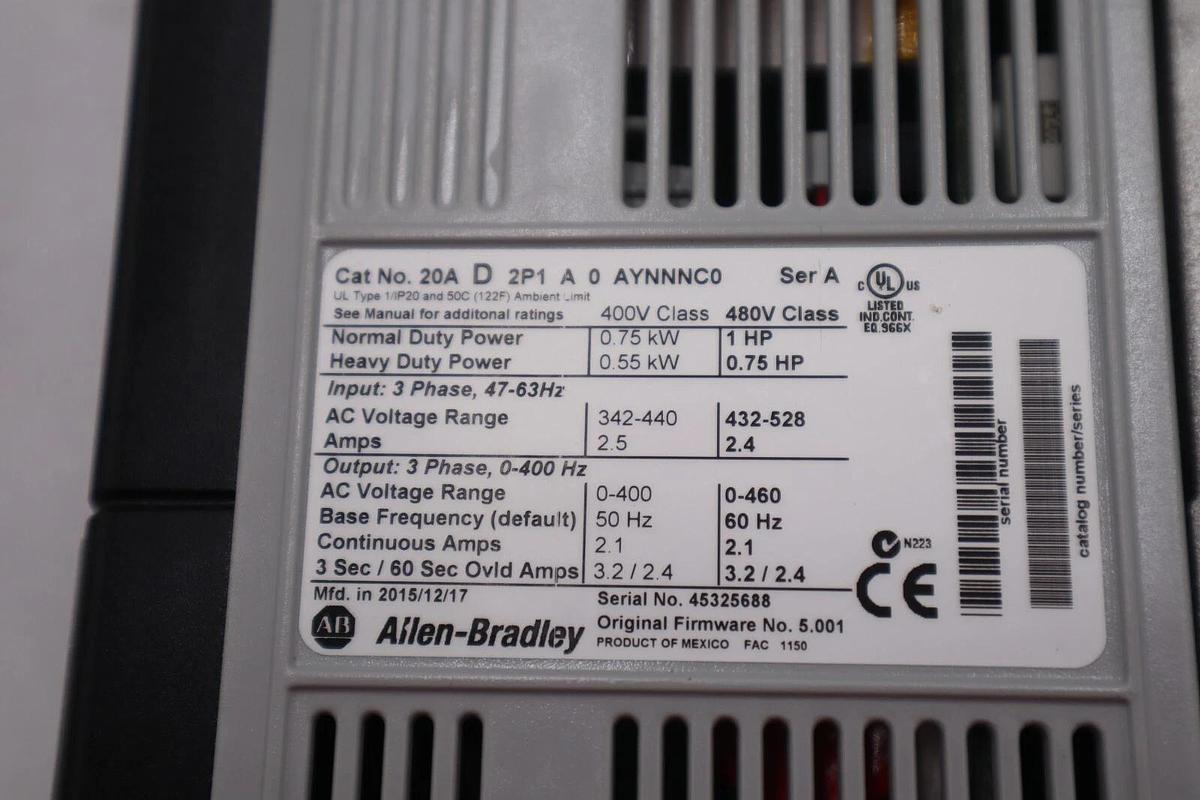 Cat No. 20A D 2P1 A 0 AYNNNC0 Ser A
UL Type 1/IP20 and 50C (122F) Ambient Limit
See Manual for additonal ratings 400V Class 480V Class
Normal Duty Power 0.75 kW 1 HP
Heavy Duty Power 0.55 kW 0.75 HP
Input: 3 Phase, 47-63Hz
AC Voltage Range 342-440 432-528
Amps 2.5 2.4
Output: 3 Phase, 0-400 Hz
AC Voltage Range 0-400 0-460
Base Frequency (default) 50 Hz 60 Hz
Continuous Amps 2.1 2.1
3 Sec / 60 Sec Ovld Amps 3.2 / 2.4 3.2 / 2.4
Mfd. in 2015/12/17 Serial No. 45325688
Original Firmware No. 5.001
AB Allen-Bradley PRODUCT OF MEXICO FAC 1150
c UL US
LISTED
IND.CONT.
EQ.966X
N223
CE
serial number
catalog number/series